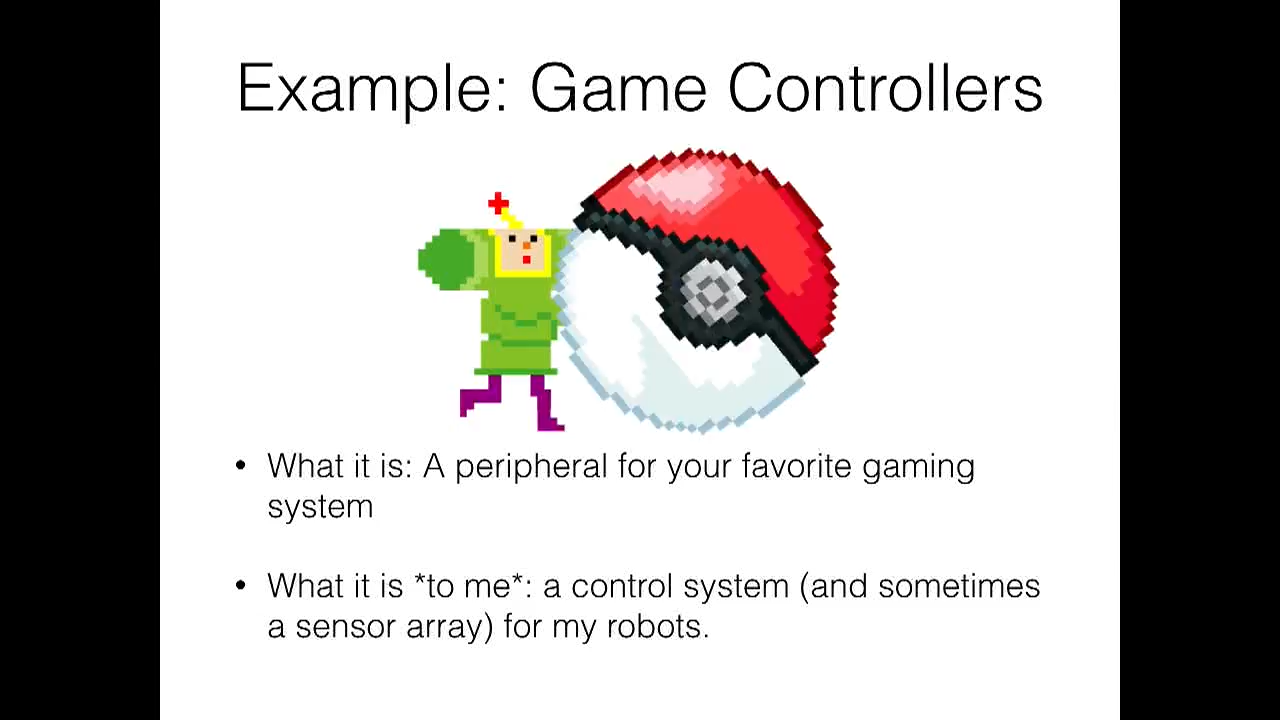 Example: Game Controllers
• What it is: A peripheral for your favorite gaming
system
• What it is *to me*: a control system (and sometimes
a sensor array) for my robots.